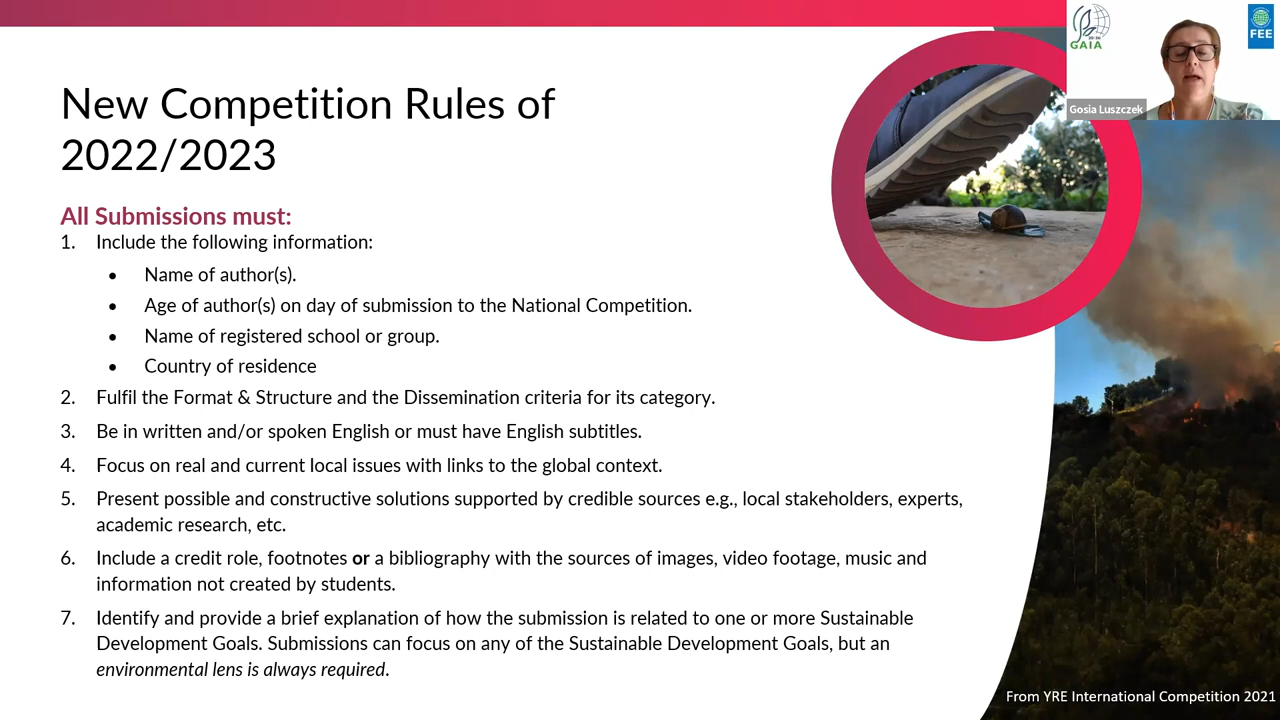 New Competition Rules of
2022/2023
All Submissions must:
1. Include the following information:
• Name of author(s).
• Age of author(s) on day of submission to the National Competition.
• Name of registered school or group.
• Country of residence
2. Fulfil the Format & Structure and the Dissemination criteria for its category.
3. Be in written and/or spoken English or must have English subtitles.
4. Focus on real and current local issues with links to the global context.
5. Present possible and constructive solutions supported by credible sources e.g., local stakeholders, experts,
academic research, etc.
6. Include a credit role, footnotes or a bibliography with the sources of images, video footage, music and
information not created by students.
7. Identify and provide a brief explanation of how the submission is related to one or more Sustainable
Development Goals. Submissions can focus on any of the Sustainable Development Goals, but an
environmental lens is always required.
GAIA
FEE
Gosia Luszczek
From YRE International Competition 2021